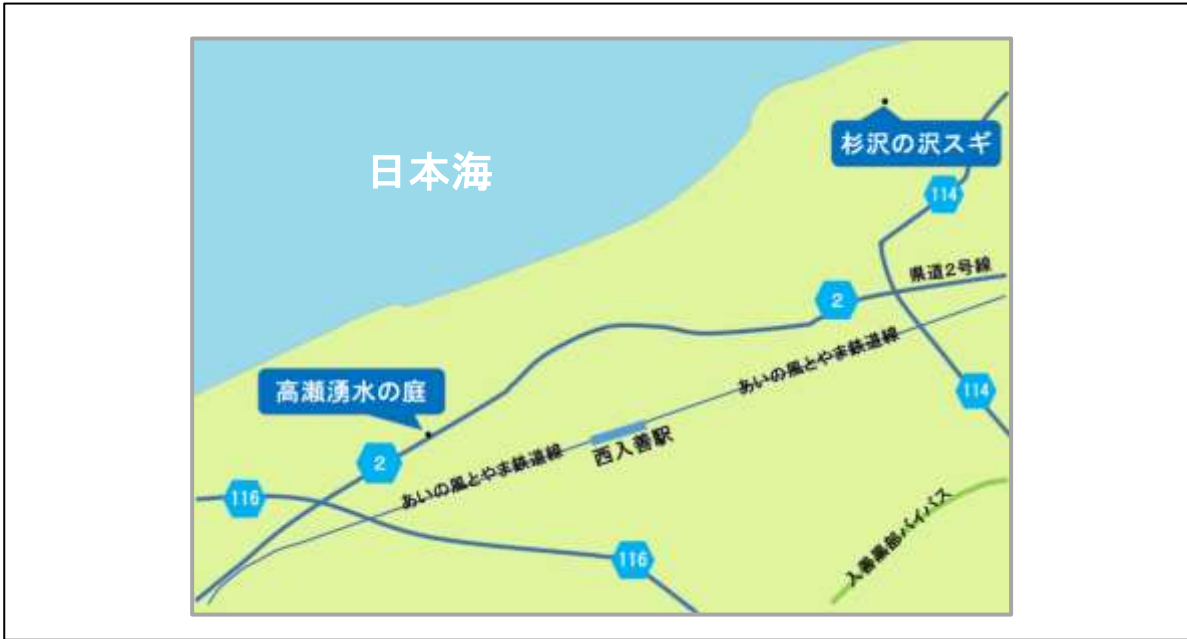 杉沢の沢スギ
日本海
114
県道2号線
2
あいの風とやま鉄道線
高瀬湧水の庭
114
西入善駅
2
あいの風とやま鉄道線
116
入善黒部バイパス
116